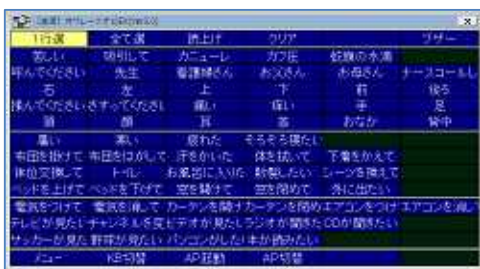 1行選 全て選 読上げ クリア ブザー
苦しい 吸引して カニューレ カフ圧
呼んでください 先生 看護婦さん お父さん お母さん ナースコールし
右 左 上 下 前 後ろ
揉んでください さすってください 痛い 痒い 手 足
頭 顔 耳 首 おなか 背中
暑い 寒い 疲れた そろそろ寝たい
布団を掛けて 布団をはがして 汗をかいた 体を拭いて 下着をかえて
体位交換して トイレ お風呂に入りた 散髪したい シーツを換えて
ベッドを上げて ベッドを下げて 窓を開けて 窓を閉めて 外に出たい
電気をつけて 電気を消して カーテンを開け カーテンを閉め エアコンをつけ エアコンを消し
テレビが見たい チャンネルを変 ビデオが見たい ラジオが聞きた CDが聞きたい
サッカーが見た 野球が見たい パソコンがした 本が読みたい
メニュー KB切替 AP起動 AP切替